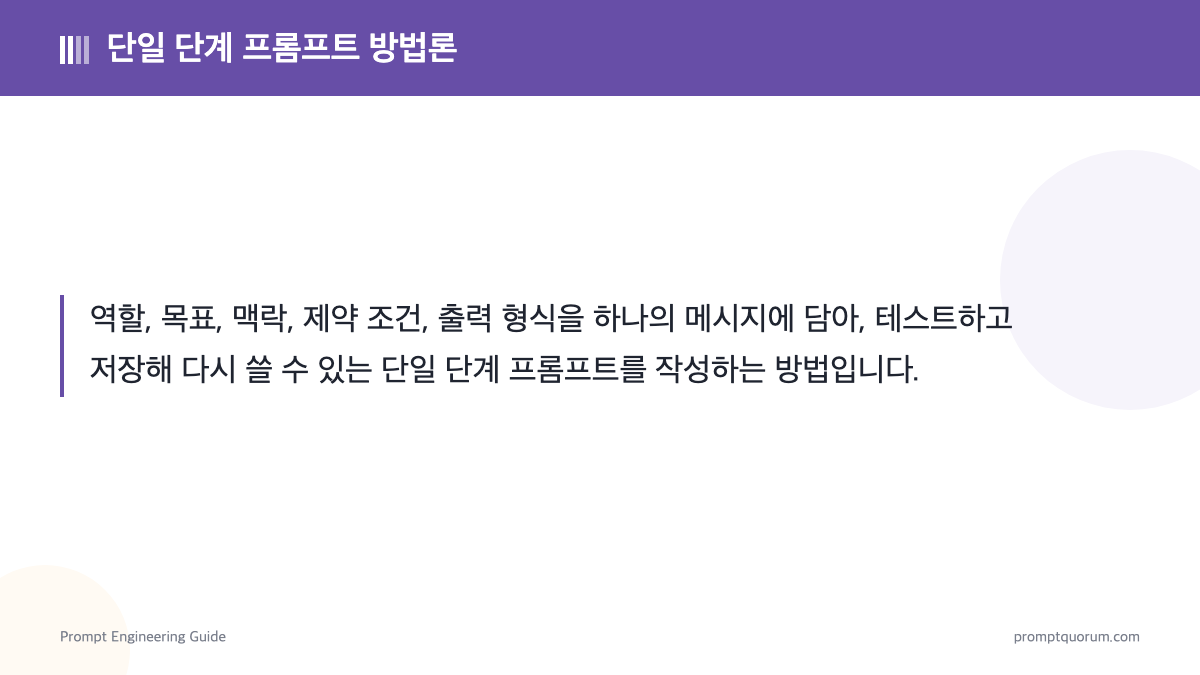 단일 단계 프롬프트 방법론
역할, 목표, 맥락, 제약 조건, 출력 형식을 하나의 메시지에 담아, 테스트하고
저장해 다시 쓸 수 있는 단일 단계 프롬프트를 작성하는 방법입니다.
Prompt Engineering Guide
promptquorum.com